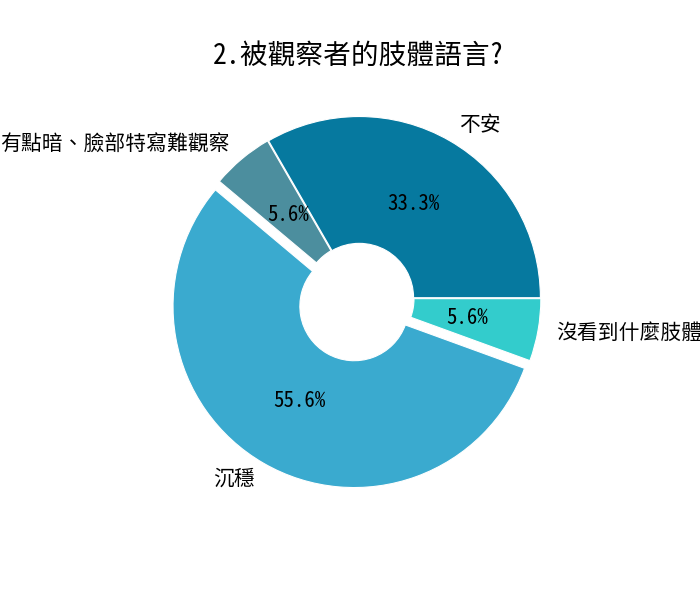 2.被觀察者的肢體語言?
不安
有點暗、臉部特寫難觀察
33.3%
5.6%
5.6%
沒看到什麼肢體
55.6%
沉穩